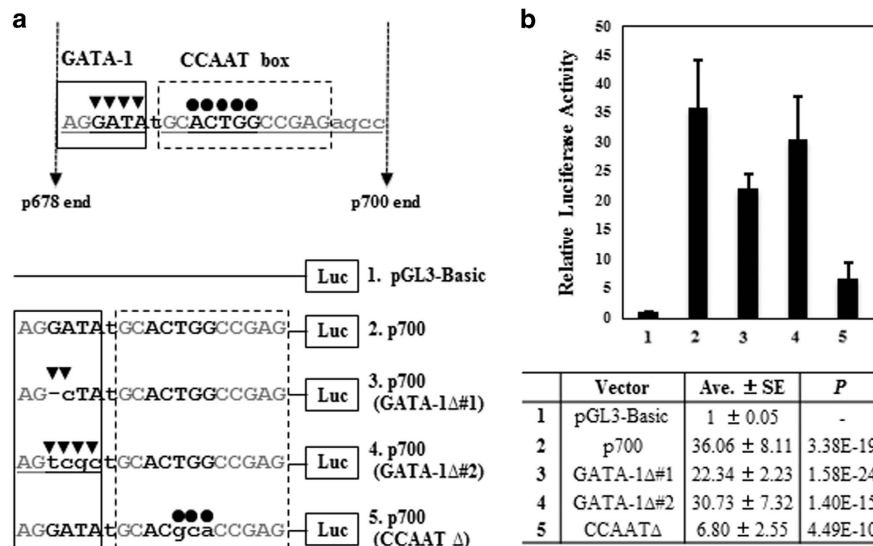 a
GATA-1 CCAAT box
AGGATAtGCACTGGCCGAGagcc
p678 end p700 end
Luc 1. pGL3-Basic
AGGATAtGCACTGGCCGAG Luc 2. p700
AG-cTAtGCACTGGCCGAG Luc 3. p700
(GATA-1Δ#1)
AGtcgctGCACTGGCCGAG Luc 4. p700
(GATA-1Δ#2)
AGGATAtGCACgcaCCGAG Luc 5. p700
(CCAAT Δ)
b
Relative Luciferase Activity
50
45
40
35
30
25
20
15
10
5
0
1 2 3 4 5
Vector Ave. ± SE P
1 pGL3-Basic 1 ± 0.05 -
2 p700 36.06 ± 8.11 3.38E-19
3 GATA-1Δ#1 22.34 ± 2.23 1.58E-24
4 GATA-1Δ#2 30.73 ± 7.32 1.40E-15
5 CCAATΔ 6.80 ± 2.55 4.49E-10